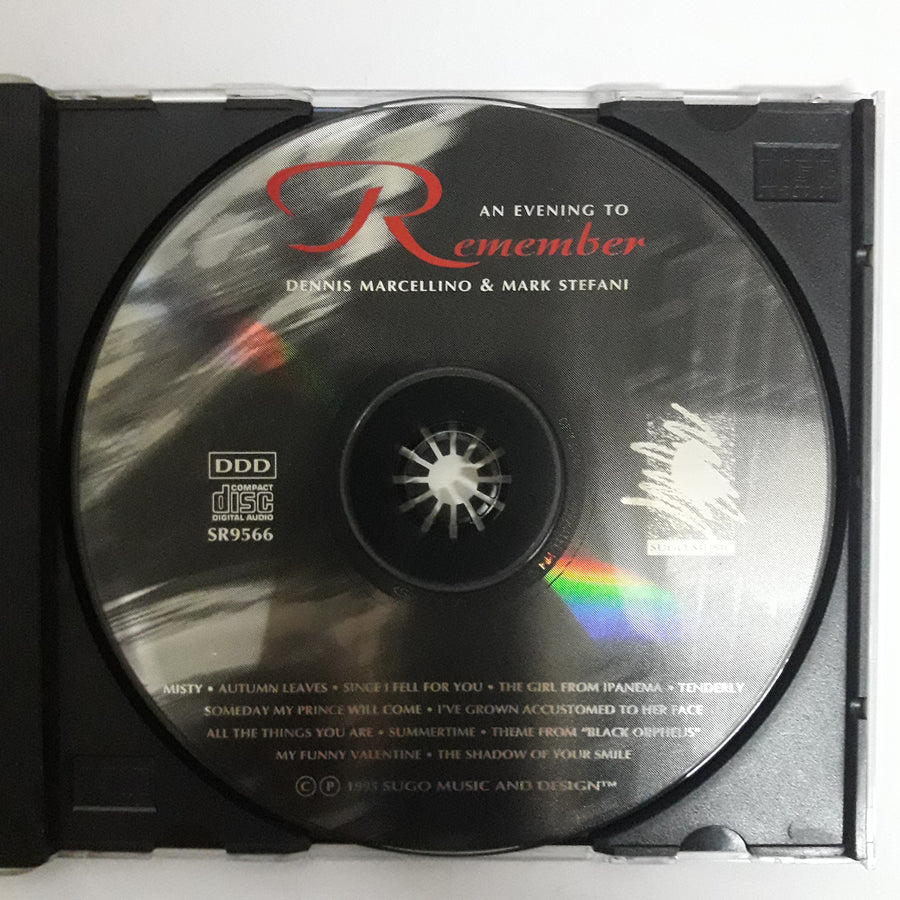 AN EVENING TO
Remember
DENNIS MARCELLINO & MARK STEFANI
DDD
COMPACT
disc
DIGITAL AUDIO
SR9566
SUGO MUSIC
MISTY • AUTUMN LEAVES • SINCE I FELL FOR YOU • THE GIRL FROM IPANEMA • TENDERLY
SOMEDAY MY PRINCE WILL COME • I'VE GROWN ACCUSTOMED TO HER FACE
ALL THE THINGS YOU ARE • SUMMERTIME • THEME FROM "BLACK ORPHEUS"
MY FUNNY VALENTINE • THE SHADOW OF YOUR SMILE
© ℗ 1995 SUGO MUSIC AND DESIGN™